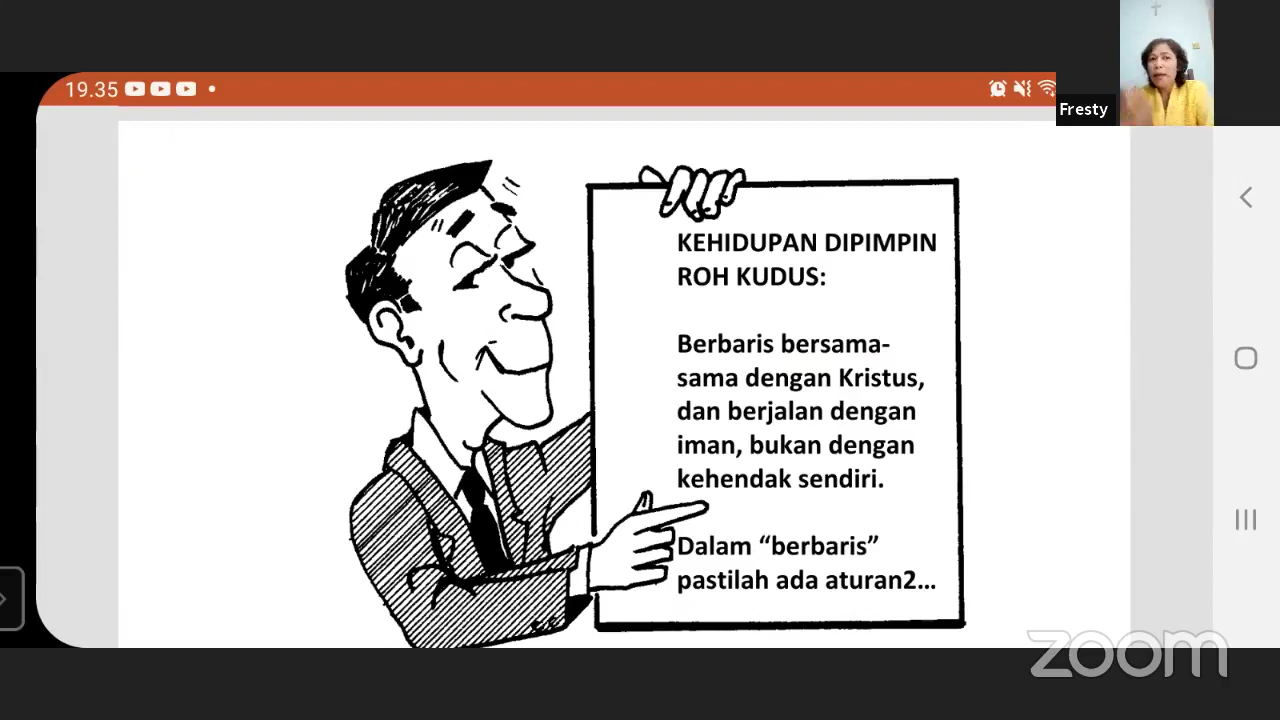 19.35
Fresty
KEHIDUPAN DIPIMPIN
ROH KUDUS:
Berbaris bersama-
sama dengan Kristus,
dan berjalan dengan
iman, bukan dengan
kehendak sendiri.
Dalam “berbaris”
pastilah ada aturan2...
zoom